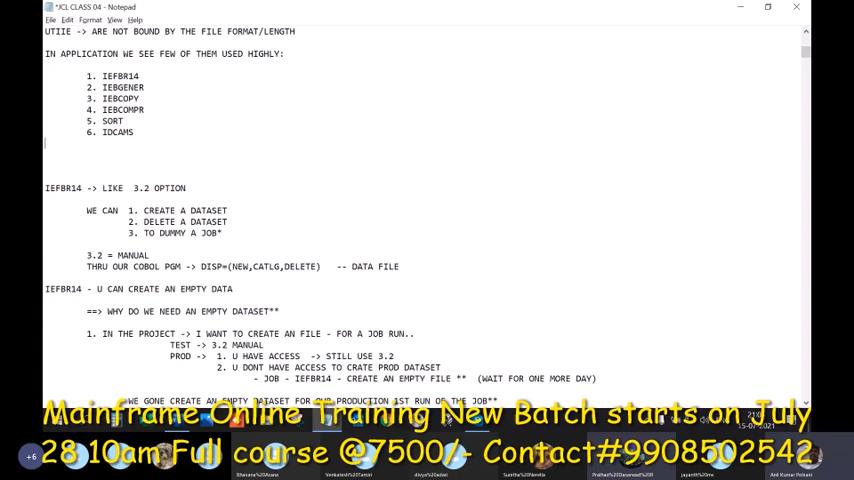 *JCL CLASS 04 - Notepad
File Edit Format View Help
UTIIE -> ARE NOT BOUND BY THE FILE FORMAT/LENGTH
IN APPLICATION WE SEE FEW OF THEM USED HIGHLY:
1. IEFBR14
2. IEBGENER
3. IEBCOPY
4. IEBCOMPR
5. SORT
6. IDCAMS
IEFBR14 -> LIKE 3.2 OPTION
WE CAN 1. CREATE A DATASET
2. DELETE A DATASET
3. TO DUMMY A JOB*
3.2 = MANUAL
THRU OUR COBOL PGM -> DISP=(NEW,CATLG,DELETE) -- DATA FILE
IEFBR14 - U CAN CREATE AN EMPTY DATA
==> WHY DO WE NEED AN EMPTY DATASET**
1. IN THE PROJECT -> I WANT TO CREATE AN FILE - FOR A JOB RUN..
TEST -> 3.2 MANUAL
PROD -> 1. U HAVE ACCESS -> STILL USE 3.2
2. U DONT HAVE ACCESS TO CRATE PROD DATASET
- JOB - IEFBR14 - CREATE AN EMPTY FILE ** (WAIT FOR ONE MORE DAY)
WE GONE CREATE AN EMPTY DATASET FOR OUR PRODUCTION 1ST RUN OF THE JOB**
Mainframe Online Training New Batch starts on July
28 10am Full course @7500/- Contact#9908502542
15-07-2021
+6